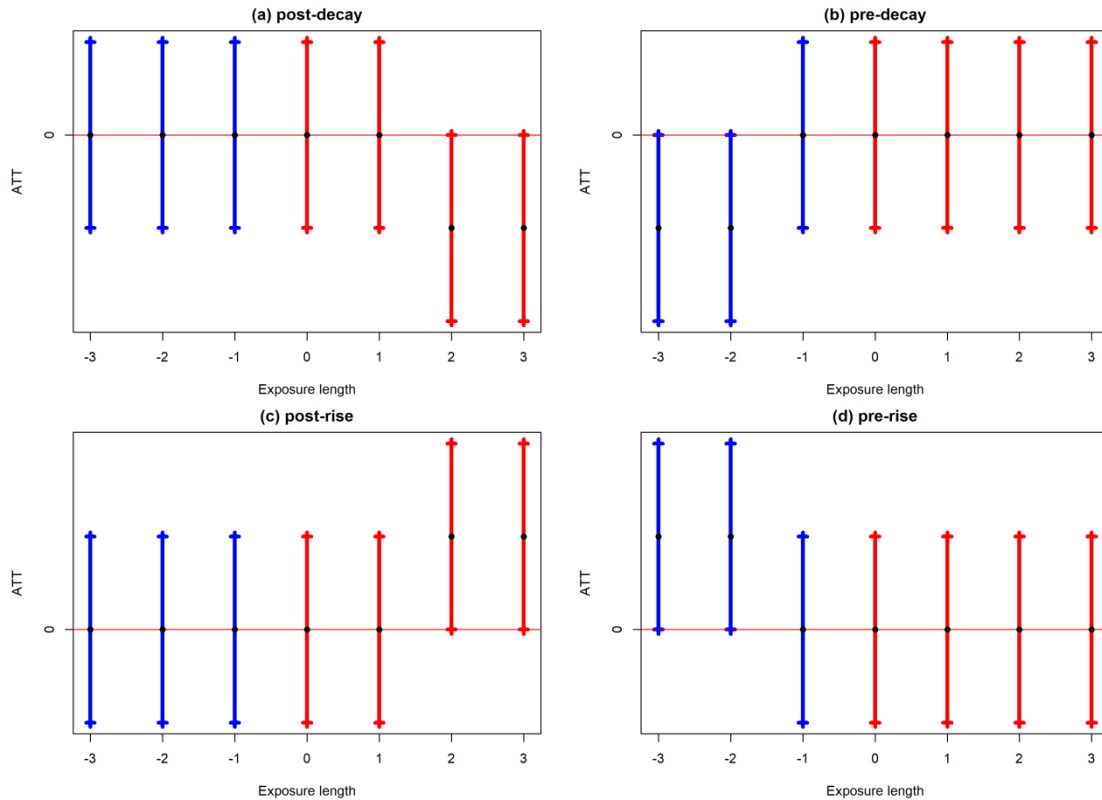 (a) post-decay
ATT
0
-3 -2 -1 0 1 2 3
Exposure length
(b) pre-decay
ATT
0
-3 -2 -1 0 1 2 3
Exposure length
(c) post-rise
ATT
0
-3 -2 -1 0 1 2 3
Exposure length
(d) pre-rise
ATT
0
-3 -2 -1 0 1 2 3
Exposure length